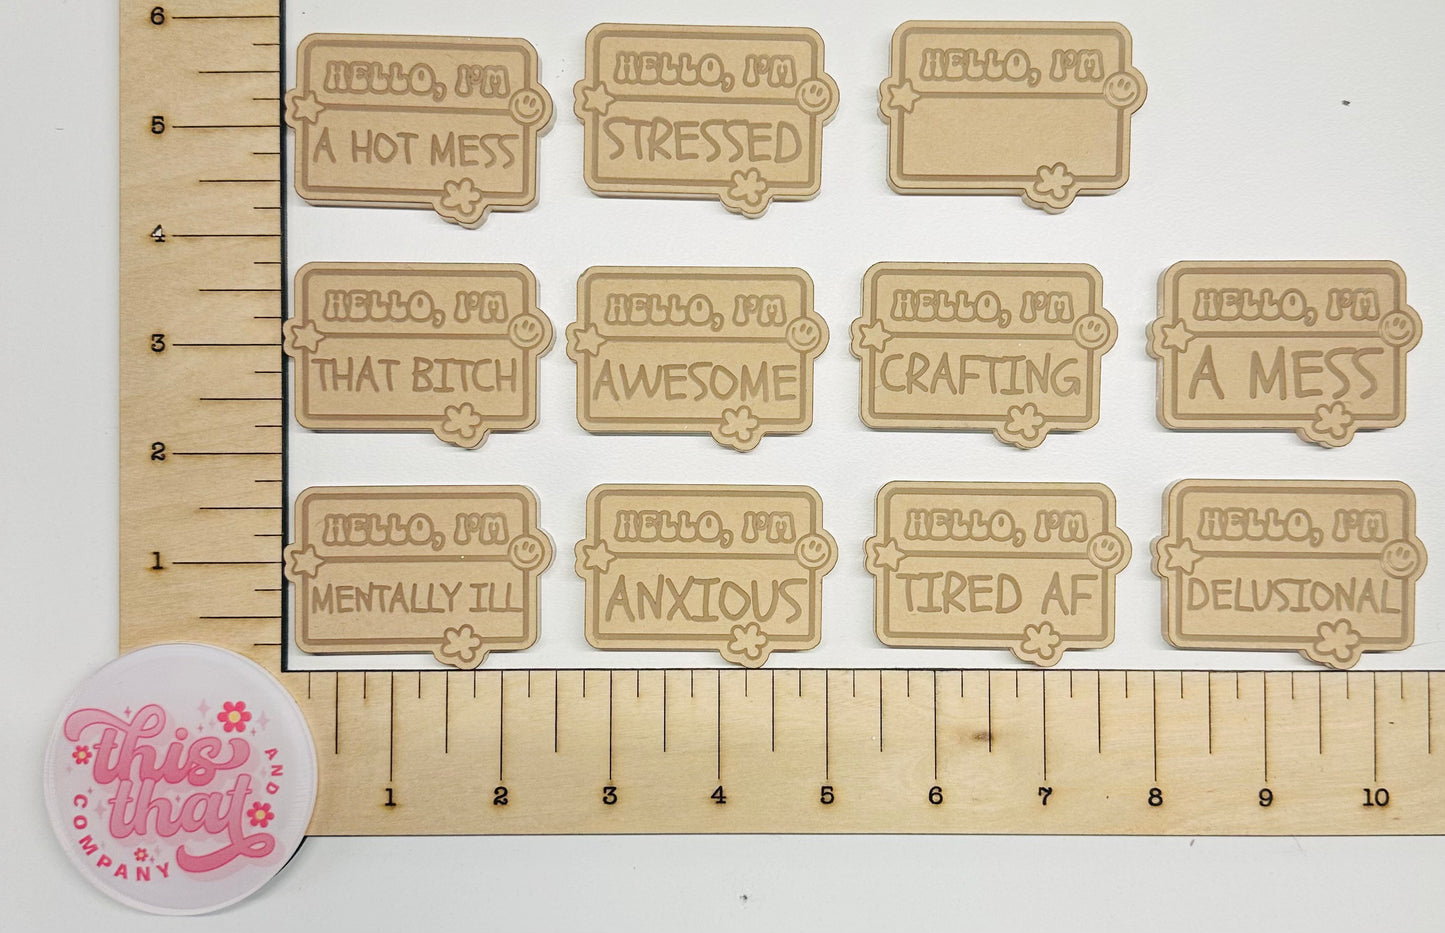 6
5
4
3
2
1
HELLO, I'M
A HOT MESS
HELLO, I'M
STRESSED
HELLO, I'M
HELLO, I'M
THAT BITCH
HELLO, I'M
AWESOME
HELLO, I'M
CRAFTING
HELLO, I'M
A MESS
HELLO, I'M
MENTALLY ILL
HELLO, I'M
ANXIOUS
HELLO, I'M
TIRED AF
HELLO, I'M
DELUSIONAL
this
AND
that
COMPANY
1 2 3 4 5 6 7 8 9 10